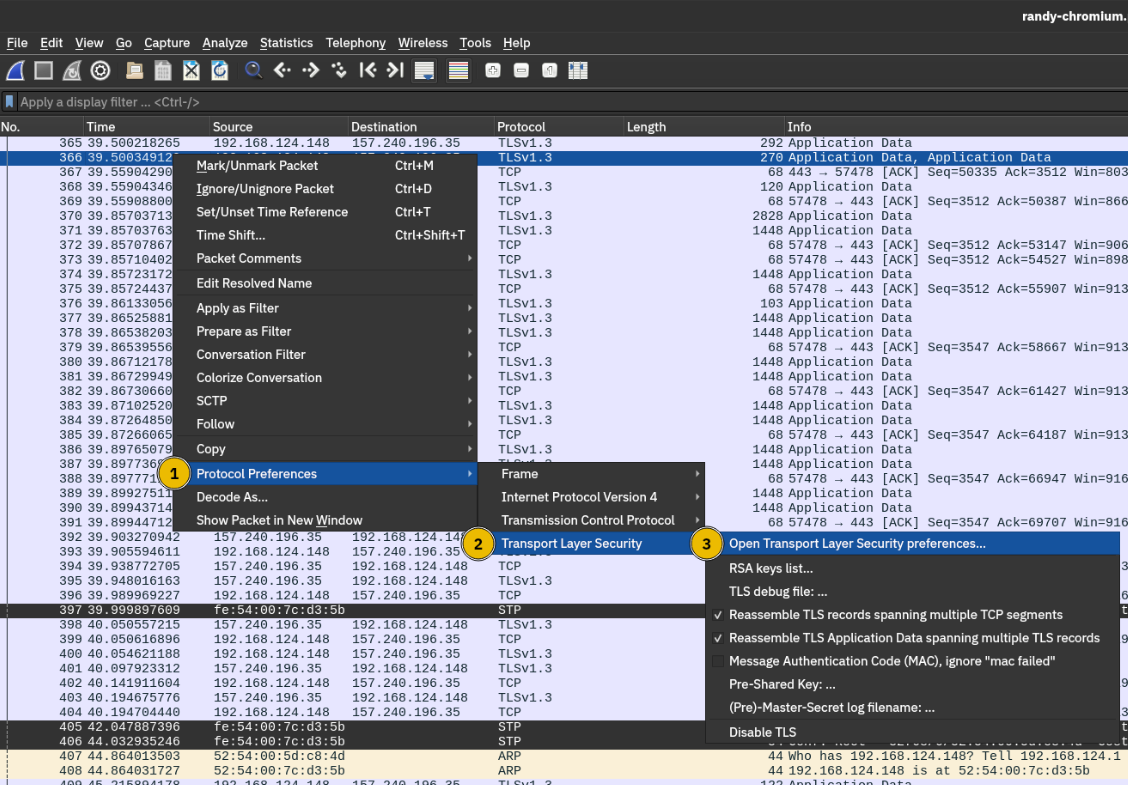 randy-chromium.
File Edit View Go Capture Analyze Statistics Telephony Wireless Tools Help
Apply a display filter ... <Ctrl-/>
No. Time Source Destination Protocol Length Info
365 39.500218265 192.168.124.148 157.240.196.35 TLSv1.3 292 Application Data
366 39.50034912 TLSv1.3 270 Application Data, Application Data
367 39.55904290 TCP 68 443 → 57478 [ACK] Seq=50335 Ack=3512 Win=803
368 39.55904346 TLSv1.3 120 Application Data
369 39.55908800 TCP 68 57478 → 443 [ACK] Seq=3512 Ack=50387 Win=866
370 39.85703713 TLSv1.3 2828 Application Data
371 39.85703763 TLSv1.3 1448 Application Data
372 39.85707867 TCP 68 57478 → 443 [ACK] Seq=3512 Ack=53147 Win=906
373 39.85710402 TCP 68 57478 → 443 [ACK] Seq=3512 Ack=54527 Win=898
374 39.85723172 TLSv1.3 1448 Application Data
375 39.85724437 TCP 68 57478 → 443 [ACK] Seq=3512 Ack=55907 Win=913
376 39.86133056 TLSv1.3 103 Application Data
377 39.86525881 TLSv1.3 1448 Application Data
378 39.86538203 TLSv1.3 1448 Application Data
379 39.86539556 TCP 68 57478 → 443 [ACK] Seq=3547 Ack=58667 Win=913
380 39.86712178 TLSv1.3 1448 Application Data
381 39.86729949 TLSv1.3 1448 Application Data
382 39.86730660 TCP 68 57478 → 443 [ACK] Seq=3547 Ack=61427 Win=913
383 39.87102520 TLSv1.3 1448 Application Data
384 39.87264850 TLSv1.3 1448 Application Data
385 39.87266065 TCP 68 57478 → 443 [ACK] Seq=3547 Ack=64187 Win=913
386 39.89765079 TLSv1.3 1448 Application Data
387 39.897736 TLSv1.3 1448 Application Data
388 39.89777 68 57478 → 443 [ACK] Seq=3547 Ack=66947 Win=916
389 39.89927511 1448 Application Data
390 39.89943714 1448 Application Data
391 39.89944712 68 57478 → 443 [ACK] Seq=3547 Ack=69707 Win=916
392 39.903270942 157.240.196.35 192.168.124.14
393 39.905594611 192.168.124.148 157.240.196.35
394 39.938772705 157.240.196.35 192.168.124.148 TCP
395 39.948016163 157.240.196.35 192.168.124.148 TLSv1.3
396 39.989969227 192.168.124.148 157.240.196.35 TCP
397 39.999897609 fe:54:00:7c:d3:5b STP
398 40.050557215 157.240.196.35 192.168.124.148 TLSv1.3
399 40.050616896 192.168.124.148 157.240.196.35 TCP
400 40.054621188 192.168.124.148 157.240.196.35 TLSv1.3
401 40.097923312 157.240.196.35 192.168.124.148 TLSv1.3
402 40.141911604 192.168.124.148 157.240.196.35 TCP
403 40.194675776 157.240.196.35 192.168.124.148 TLSv1.3
404 40.194704440 192.168.124.148 157.240.196.35 TCP
405 42.047887396 fe:54:00:7c:d3:5b STP
406 44.032935246 fe:54:00:7c:d3:5b STP
407 44.864013503 52:54:00:5d:c8:4d ARP 44 Who has 192.168.124.148? Tell 192.168.124.1
408 44.864031727 52:54:00:7c:d3:5b ARP 44 192.168.124.148 is at 52:54:00:7c:d3:5b
Mark/Unmark Packet Ctrl+M
Ignore/Unignore Packet Ctrl+D
Set/Unset Time Reference Ctrl+T
Time Shift... Ctrl+Shift+T
Packet Comments
Edit Resolved Name
Apply as Filter
Prepare as Filter
Conversation Filter
Colorize Conversation
SCTP
Follow
Copy
1 Protocol Preferences
Decode As...
Show Packet in New Window
Frame
Internet Protocol Version 4
Transmission Control Protocol
2 Transport Layer Security
3 Open Transport Layer Security preferences...
RSA keys list...
TLS debug file: ...
Reassemble TLS records spanning multiple TCP segments
Reassemble TLS Application Data spanning multiple TLS records
Message Authentication Code (MAC), ignore "mac failed"
Pre-Shared Key: ...
(Pre)-Master-Secret log filename: ...
Disable TLS